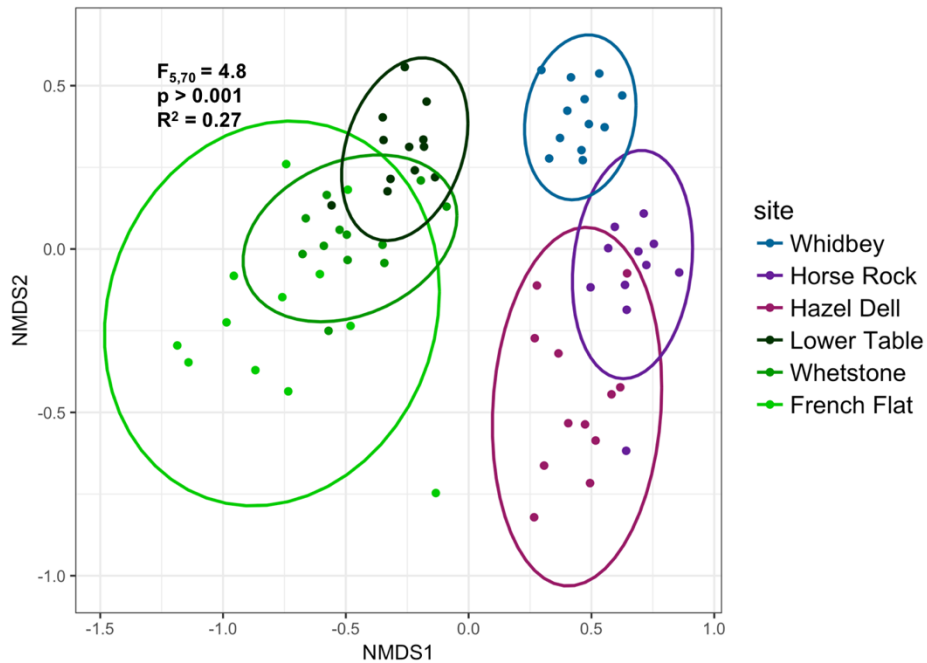 F5,70 = 4.8
p > 0.001
R² = 0.27
0.5
0.0
-0.5
-1.0
NMDS2
-1.5
-1.0
-0.5
0.0
0.5
1.0
NMDS1
site
Whidbey
Horse Rock
Hazel Dell
Lower Table
Whetstone
French Flat